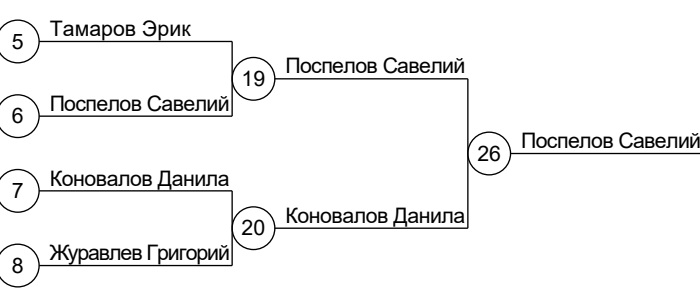 5 Тамаров Эрик
19 Поспелов Савелий
6 Поспелов Савелий
26 Поспелов Савелий
7 Коновалов Данила
20 Коновалов Данила
8 Журавлев Григорий